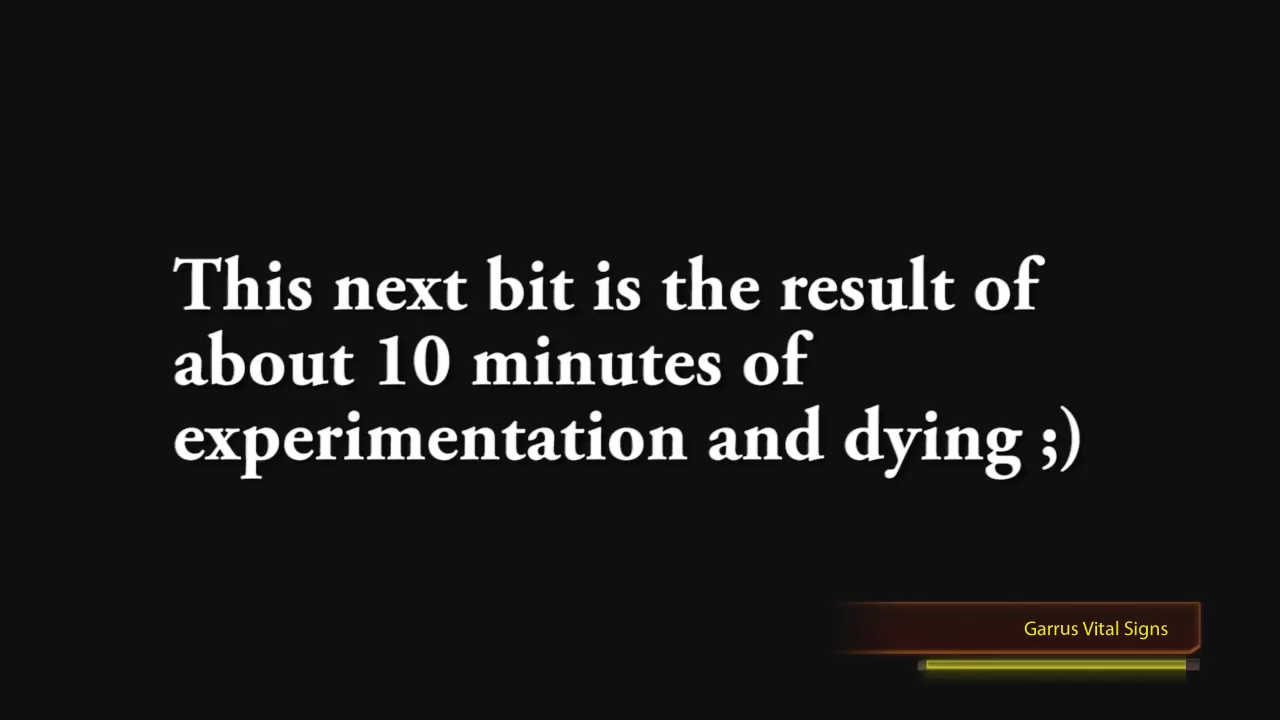 This next bit is the result of
about 10 minutes of
experimentation and dying ;)
Garrus Vital Signs